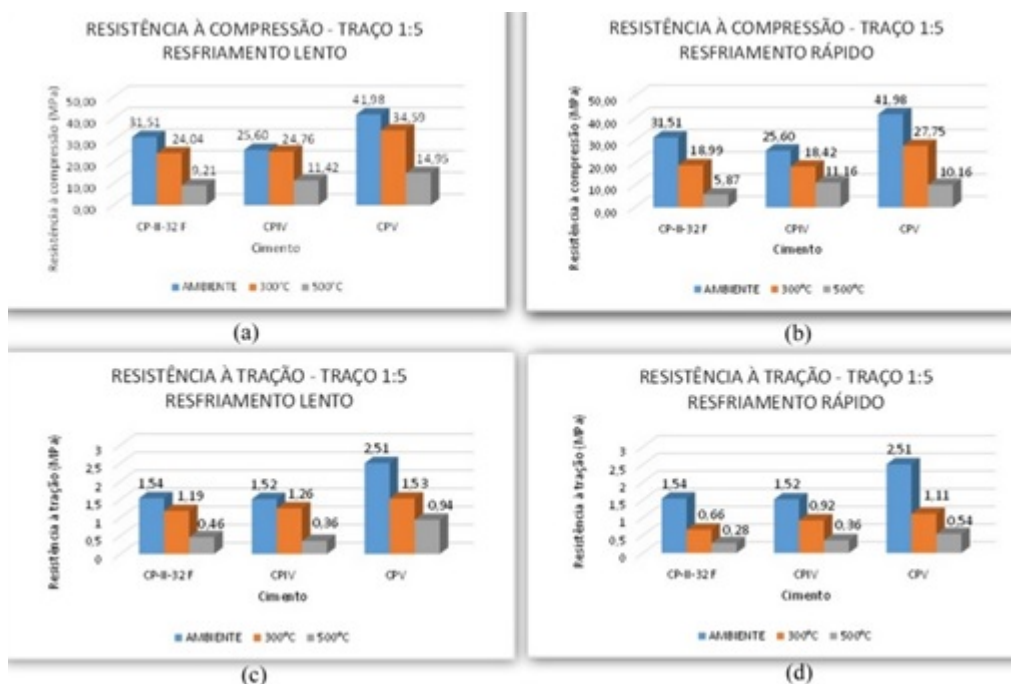 RESISTÊNCIA À COMPRESSÃO - TRAÇO 1:5
RESFRIAMENTO LENTO
Resistência à compressão (MPa)
50,00
40,00
30,00
20,00
10,00
0,00
31,51
24,04
9,21
25,60
24,76
11,42
41,98
34,59
14,95
CP-II-32 F
CPIV
CPV
Cimento
AMBIENTE 300°C 500°C
(a)
RESISTÊNCIA À COMPRESSÃO - TRAÇO 1:5
RESFRIAMENTO RÁPIDO
Resistência à compressão (MPa)
50,00
40,00
30,00
20,00
10,00
0,00
31,51
18,99
5,87
25,60
18,42
11,16
41,98
27,75
10,16
CP-II-32 F
CPIV
CPV
Cimento
AMBIENTE 300°C 500°C
(b)
RESISTÊNCIA À TRAÇÃO - TRAÇO 1:5
RESFRIAMENTO LENTO
Resistência à tração (MPa)
3
2,5
2
1,5
1
0,5
0
1,54
1,19
0,46
1,52
1,26
0,36
2,51
1,53
0,94
CP-II-32 F
CPIV
CPV
Cimento
AMBIENTE 300°C 500°C
(c)
RESISTÊNCIA À TRAÇÃO - TRAÇO 1:5
RESFRIAMENTO RÁPIDO
Resistência à tração (MPa)
3
2,5
2
1,5
1
0,5
0
1,54
0,66
0,28
1,52
0,92
0,36
2,51
1,11
0,54
CP-II-32 F
CPIV
CPV
Cimento
AMBIENTE 300°C 500°C
(d)